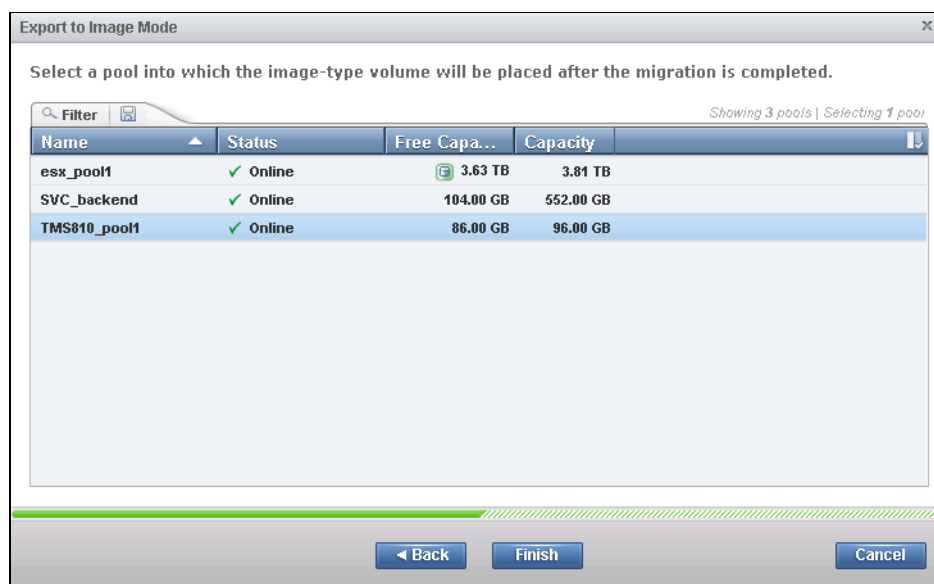 Export to Image Mode x
Select a pool into which the image-type volume will be placed after the migration is completed.
Filter Showing 3 pools | Selecting 1 pool
Name Status Free Capa... Capacity
esx_pool1 ✓ Online 3.63 TB 3.81 TB
SVC_backend ✓ Online 104.00 GB 552.00 GB
TMS810_pool1 ✓ Online 86.00 GB 96.00 GB
◄ Back Finish Cancel